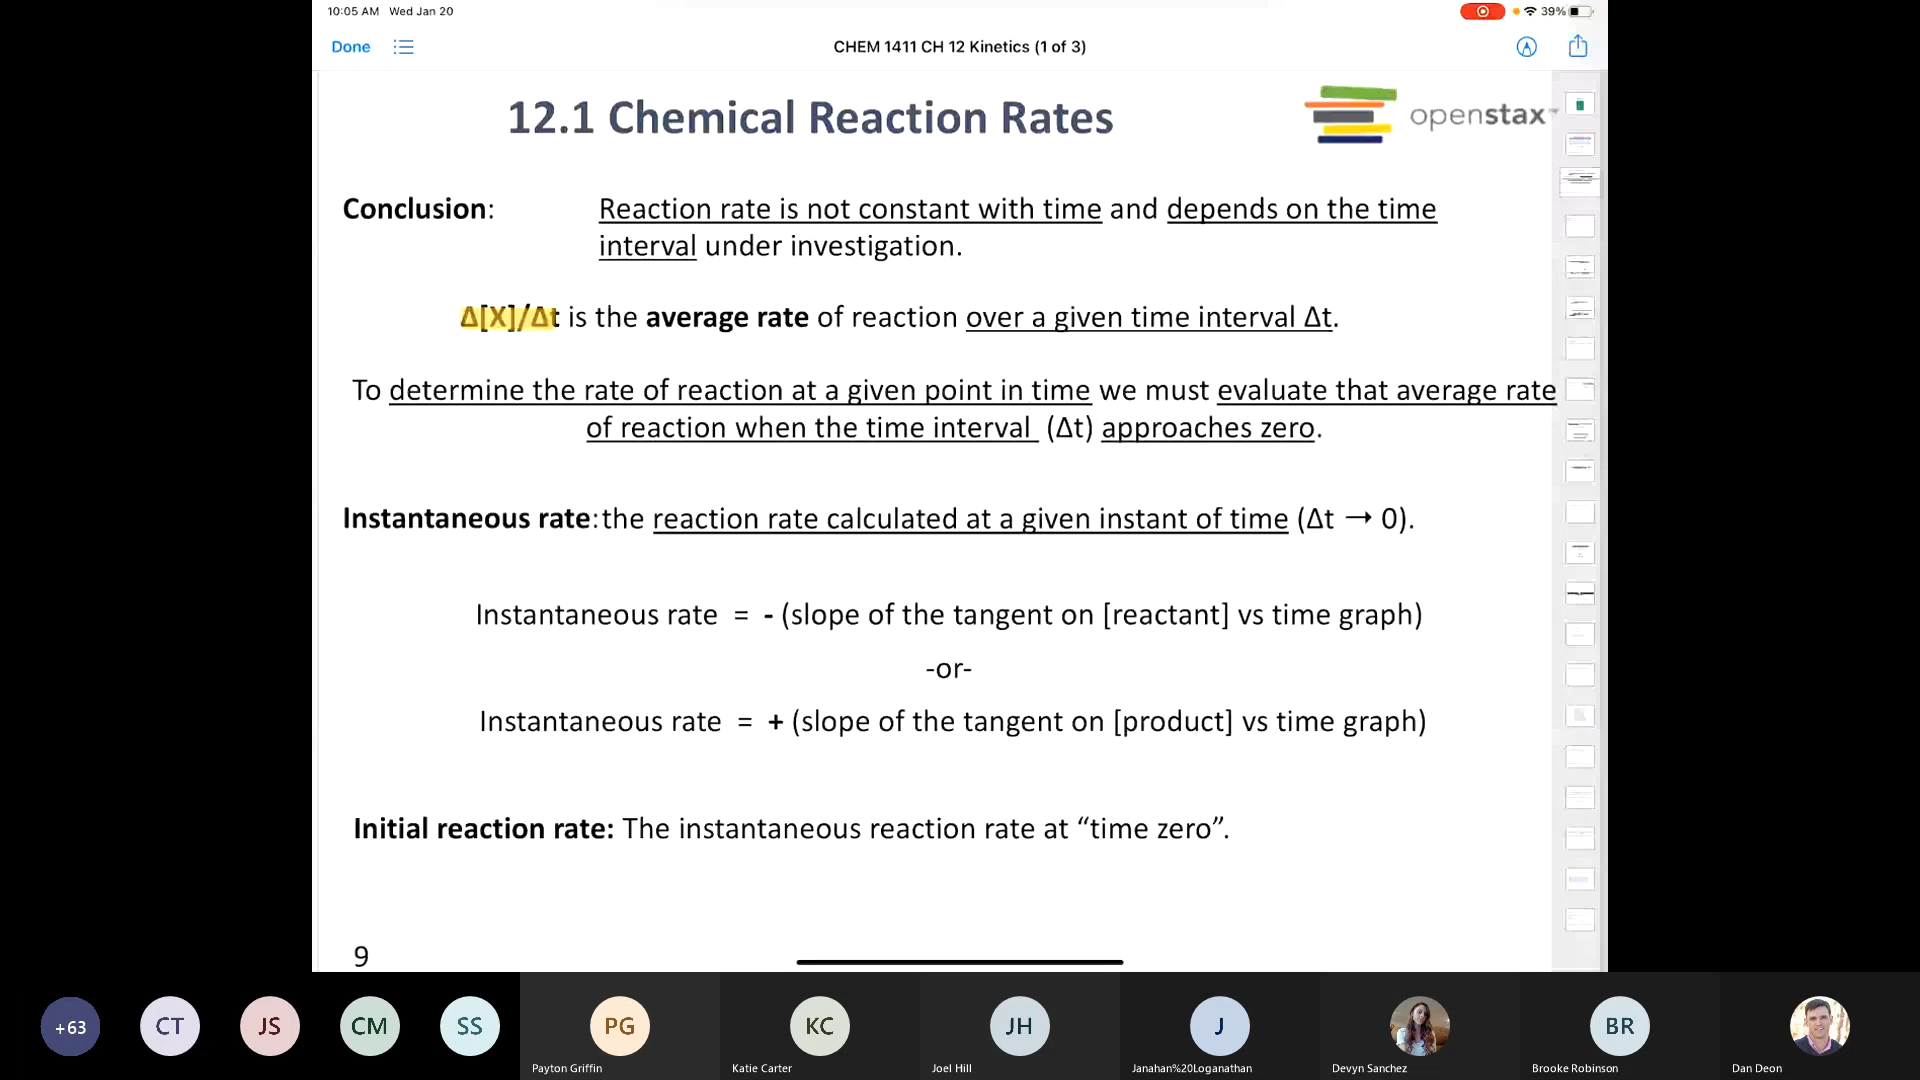 10:05 AM Wed Jan 20
39%
Done
CHEM 1411 CH 12 Kinetics (1 of 3)
12.1 Chemical Reaction Rates
openstax™
Conclusion: Reaction rate is not constant with time and depends on the time
interval under investigation.
Δ[X]/Δt is the average rate of reaction over a given time interval Δt.
To determine the rate of reaction at a given point in time we must evaluate that average rate
of reaction when the time interval (Δt) approaches zero.
Instantaneous rate: the reaction rate calculated at a given instant of time (Δt → 0).
Instantaneous rate = - (slope of the tangent on [reactant] vs time graph)
-or-
Instantaneous rate = + (slope of the tangent on [product] vs time graph)
Initial reaction rate: The instantaneous reaction rate at “time zero”.
9
+63 CT JS CM SS PG KC JH J BR
Payton Griffin Katie Carter Joel Hill Janahan%20Loganathan Devyn Sanchez Brooke Robinson Dan Deon